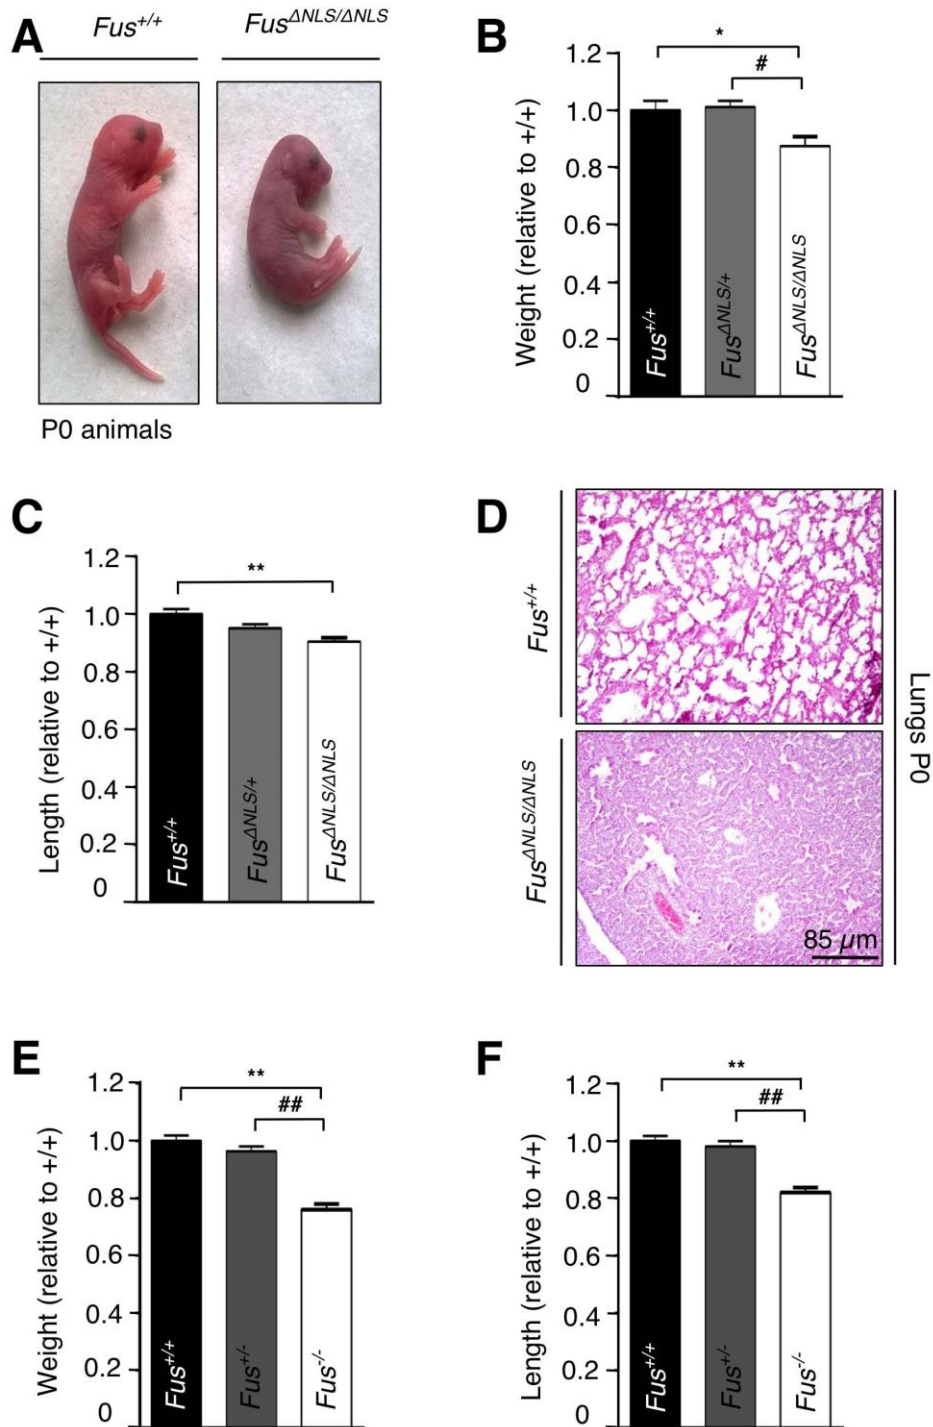 A
Fus+/+
FusΔNLS/ΔNLS
P0 animals
B
Weight (relative to +/+)
1.2
1.0
0.8
0.6
0.4
0.2
0
*
#
Fus+/+
FusΔNLS/+
FusΔNLS/ΔNLS
C
Length (relative to +/+)
1.2
1.0
0.8
0.6
0.4
0.2
0
**
Fus+/+
FusΔNLS/+
FusΔNLS/ΔNLS
D
Fus+/+
FusΔNLS/ΔNLS
Lungs P0
85 µm
E
Weight (relative to +/+)
1.2
1.0
0.8
0.6
0.4
0.2
0
**
##
Fus+/+
Fus+/-
Fus-/-
F
Length (relative to +/+)
1.2
1.0
0.8
0.6
0.4
0.2
0
**
##
Fus+/+
Fus+/-
Fus-/-